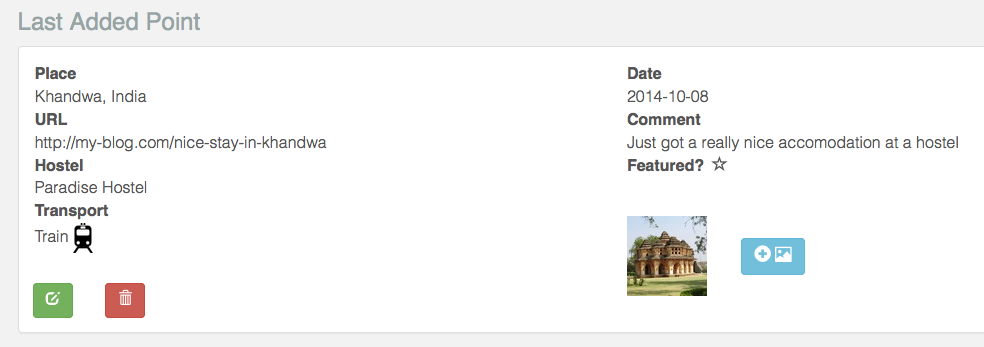 Last Added Point
Place
Khandwa, India
URL
http://my-blog.com/nice-stay-in-khandwa
Hostel
Paradise Hostel
Transport
Train
Date
2014-10-08
Comment
Just got a really nice accomodation at a hostel
Featured?